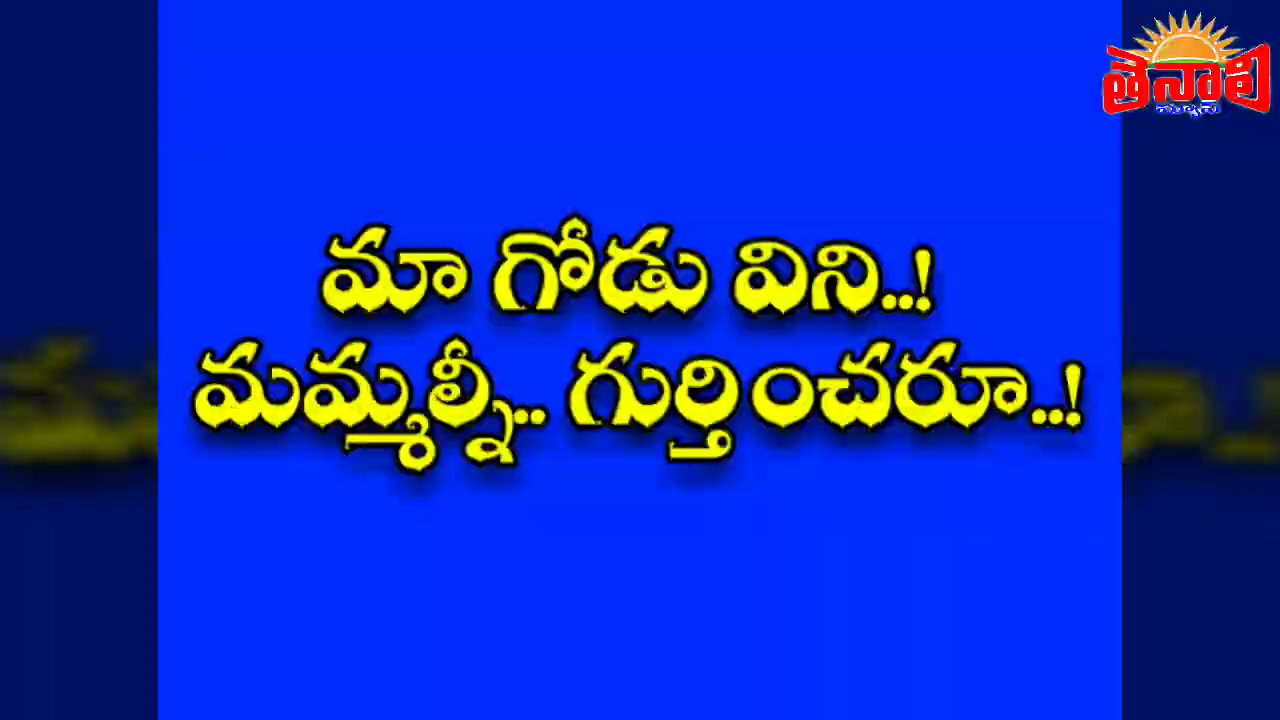 తెనాలి
న్యూస్
మా గోడు విని..!
మమ్మల్నీ.. గుర్తించరూ..!